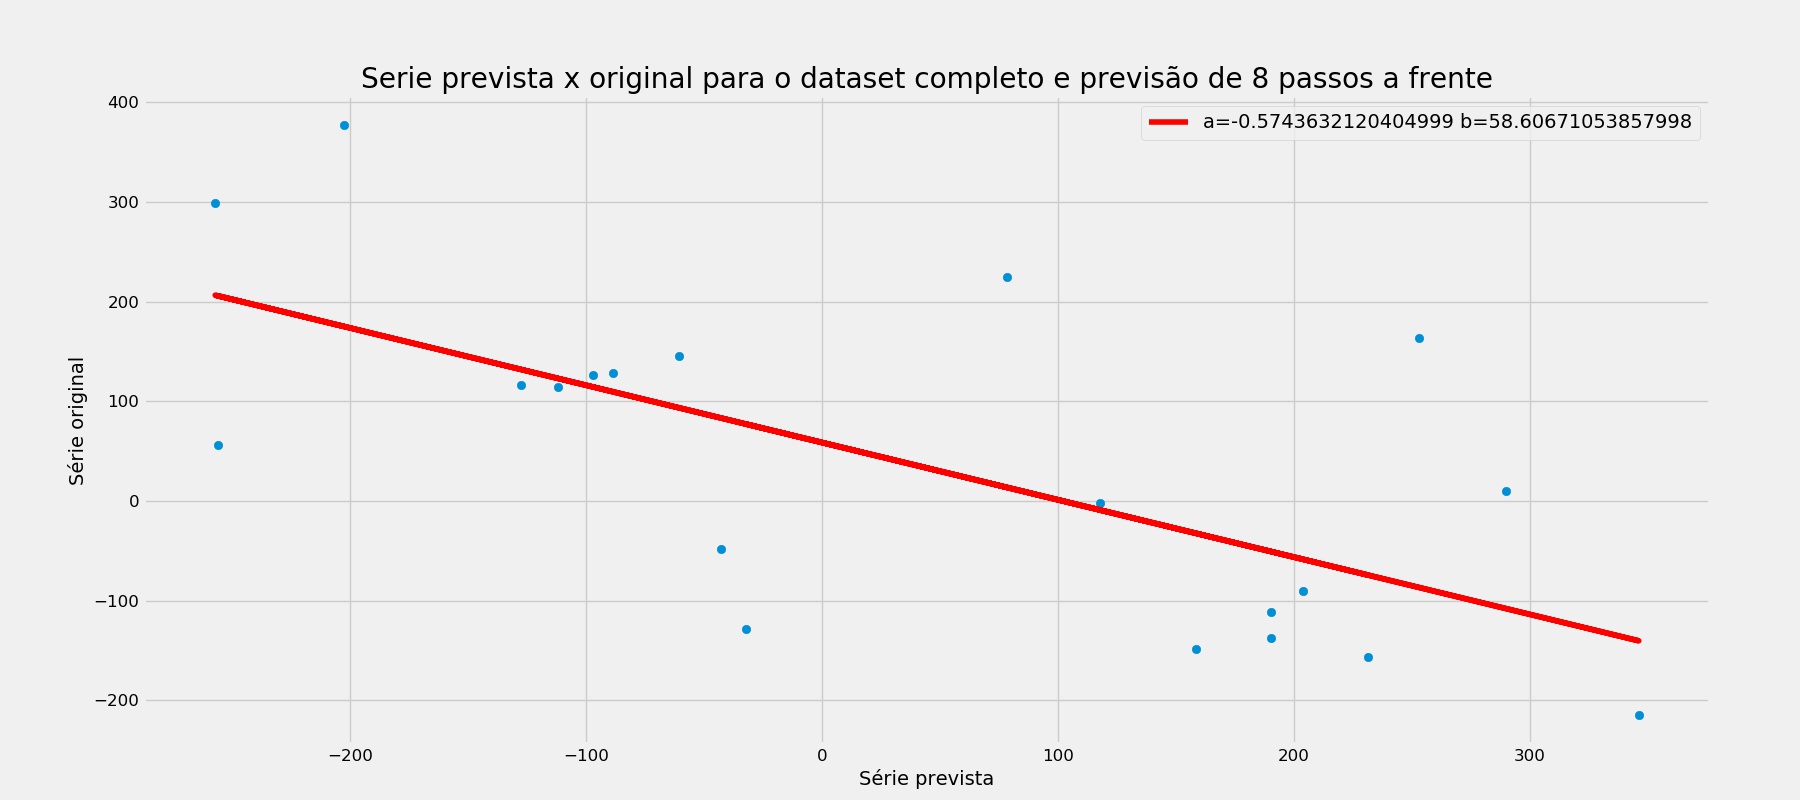 Serie prevista x original para o dataset completo e previsão de 8 passos a frente
a=-0.5743632120404999 b=58.60671053857998
400
300
200
100
0
−100
−200
Série original
−200 −100 0 100 200 300
Série prevista